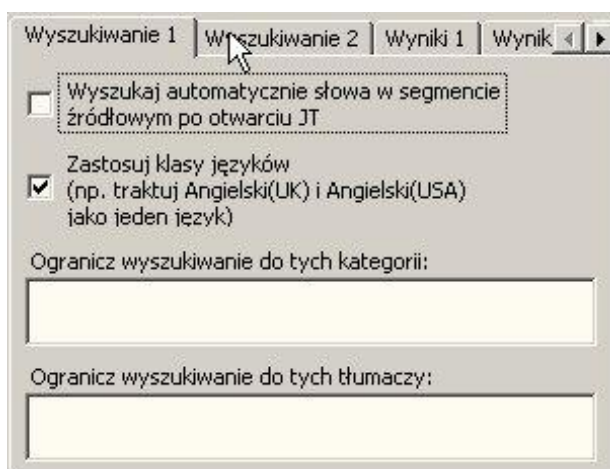 Wyszukiwanie 1 Wyszukiwanie 2 Wyniki 1 Wynik
Wyszukaj automatycznie słowa w segmencie
źródłowym po otwarciu JT
Zastosuj klasy języków
(np. traktuj Angielski(UK) i Angielski(USA)
jako jeden język)
Ogranicz wyszukiwanie do tych kategorii:
Ogranicz wyszukiwanie do tych tłumaczy: